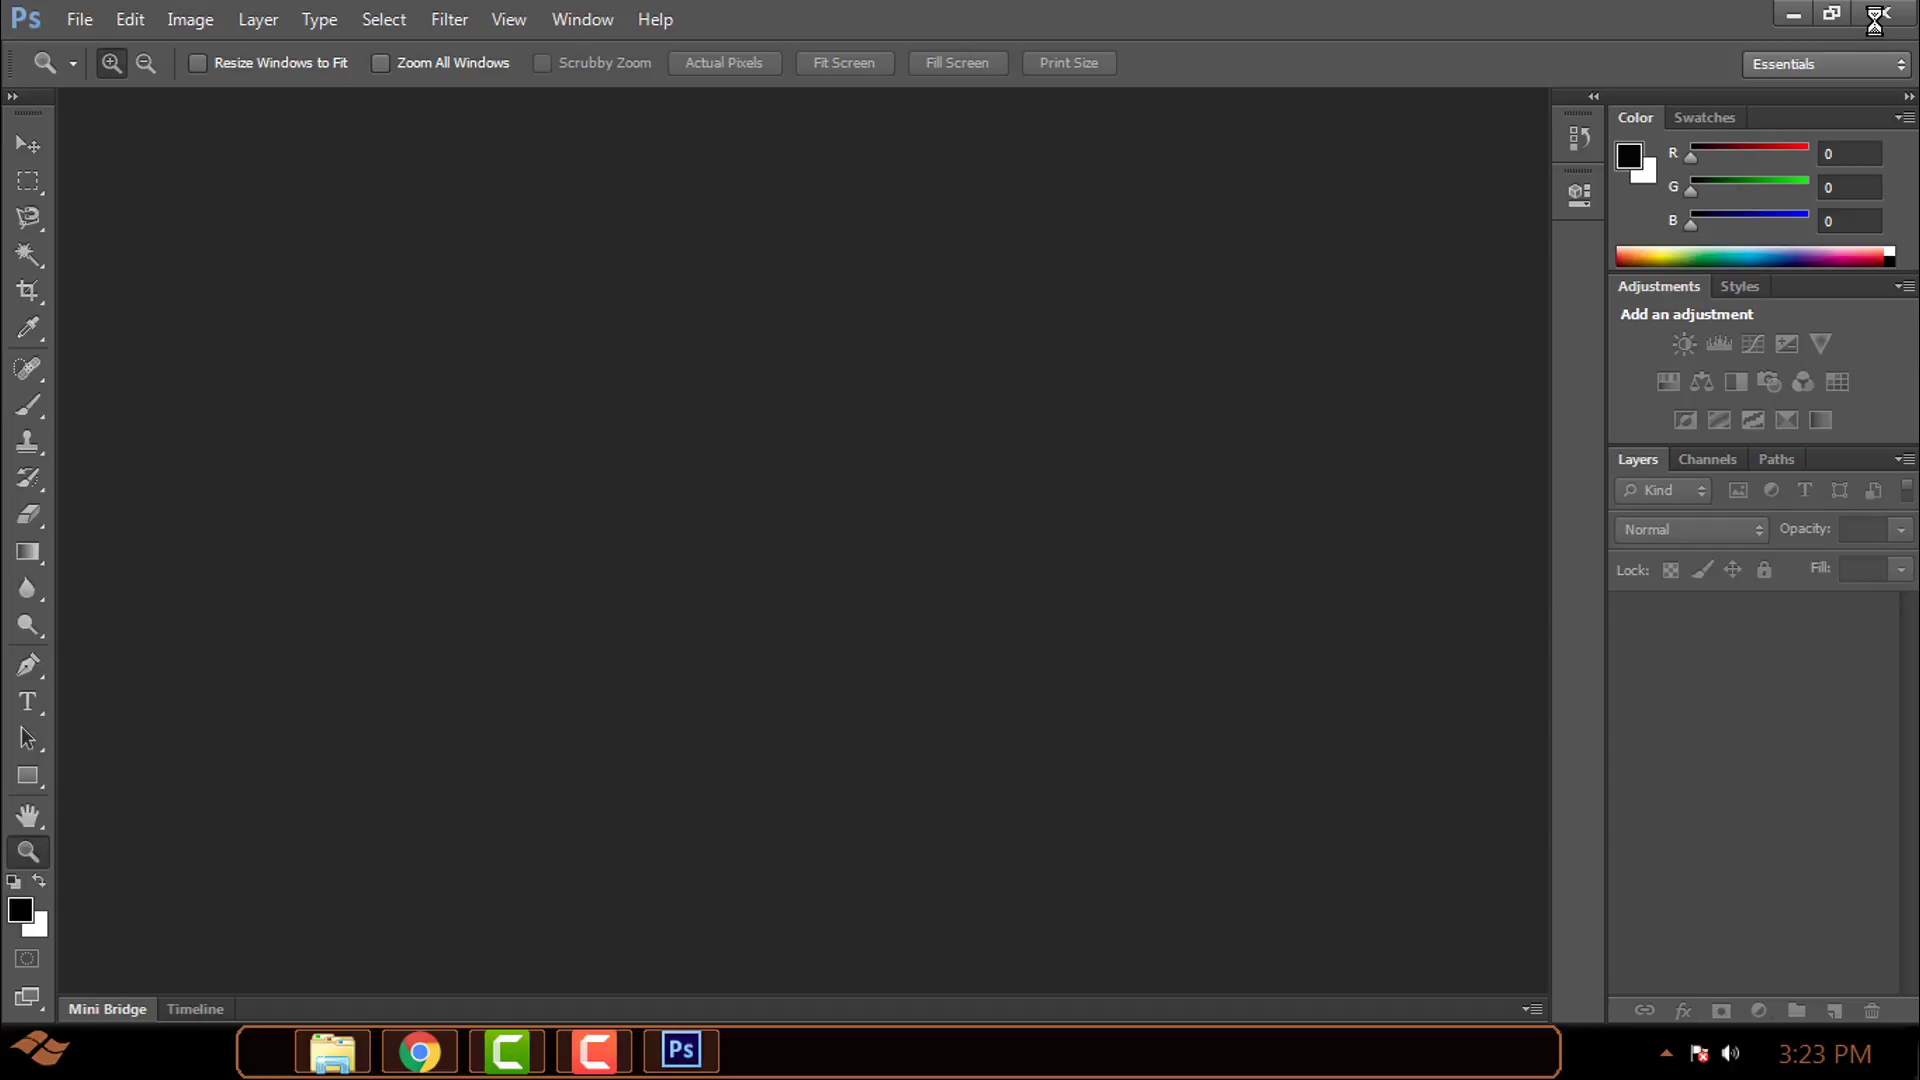 Ps File Edit Image Layer Type Select Filter View Window Help
Resize Windows to Fit Zoom All Windows Scrubby Zoom Actual Pixels Fit Screen Fill Screen Print Size Essentials
Color Swatches
R 0
G 0
B 0
Adjustments Styles
Add an adjustment
Layers Channels Paths
Kind
Normal Opacity:
Lock: Fill:
Mini Bridge Timeline
Ps
3:23 PM